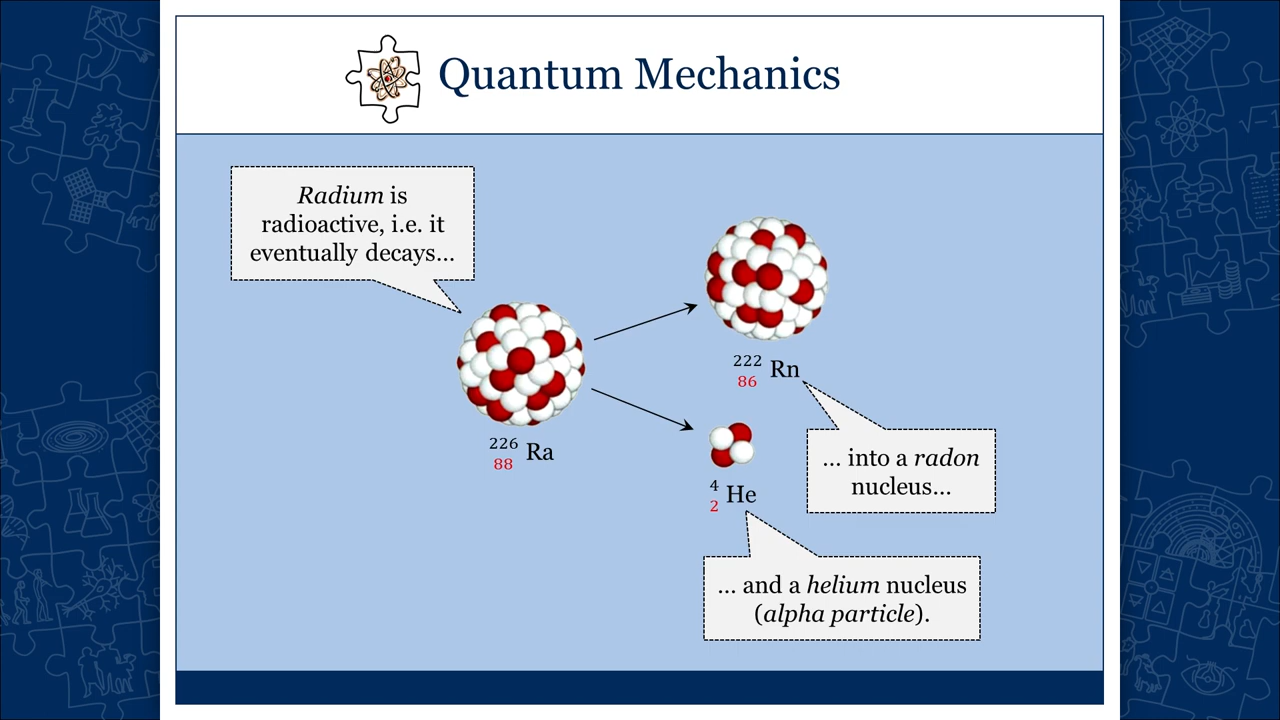 Quantum Mechanics
Radium is
radioactive, i.e. it
eventually decays...
226
88 Ra
222
86 Rn
... into a radon
nucleus...
4
2 He
... and a helium nucleus
(alpha particle).